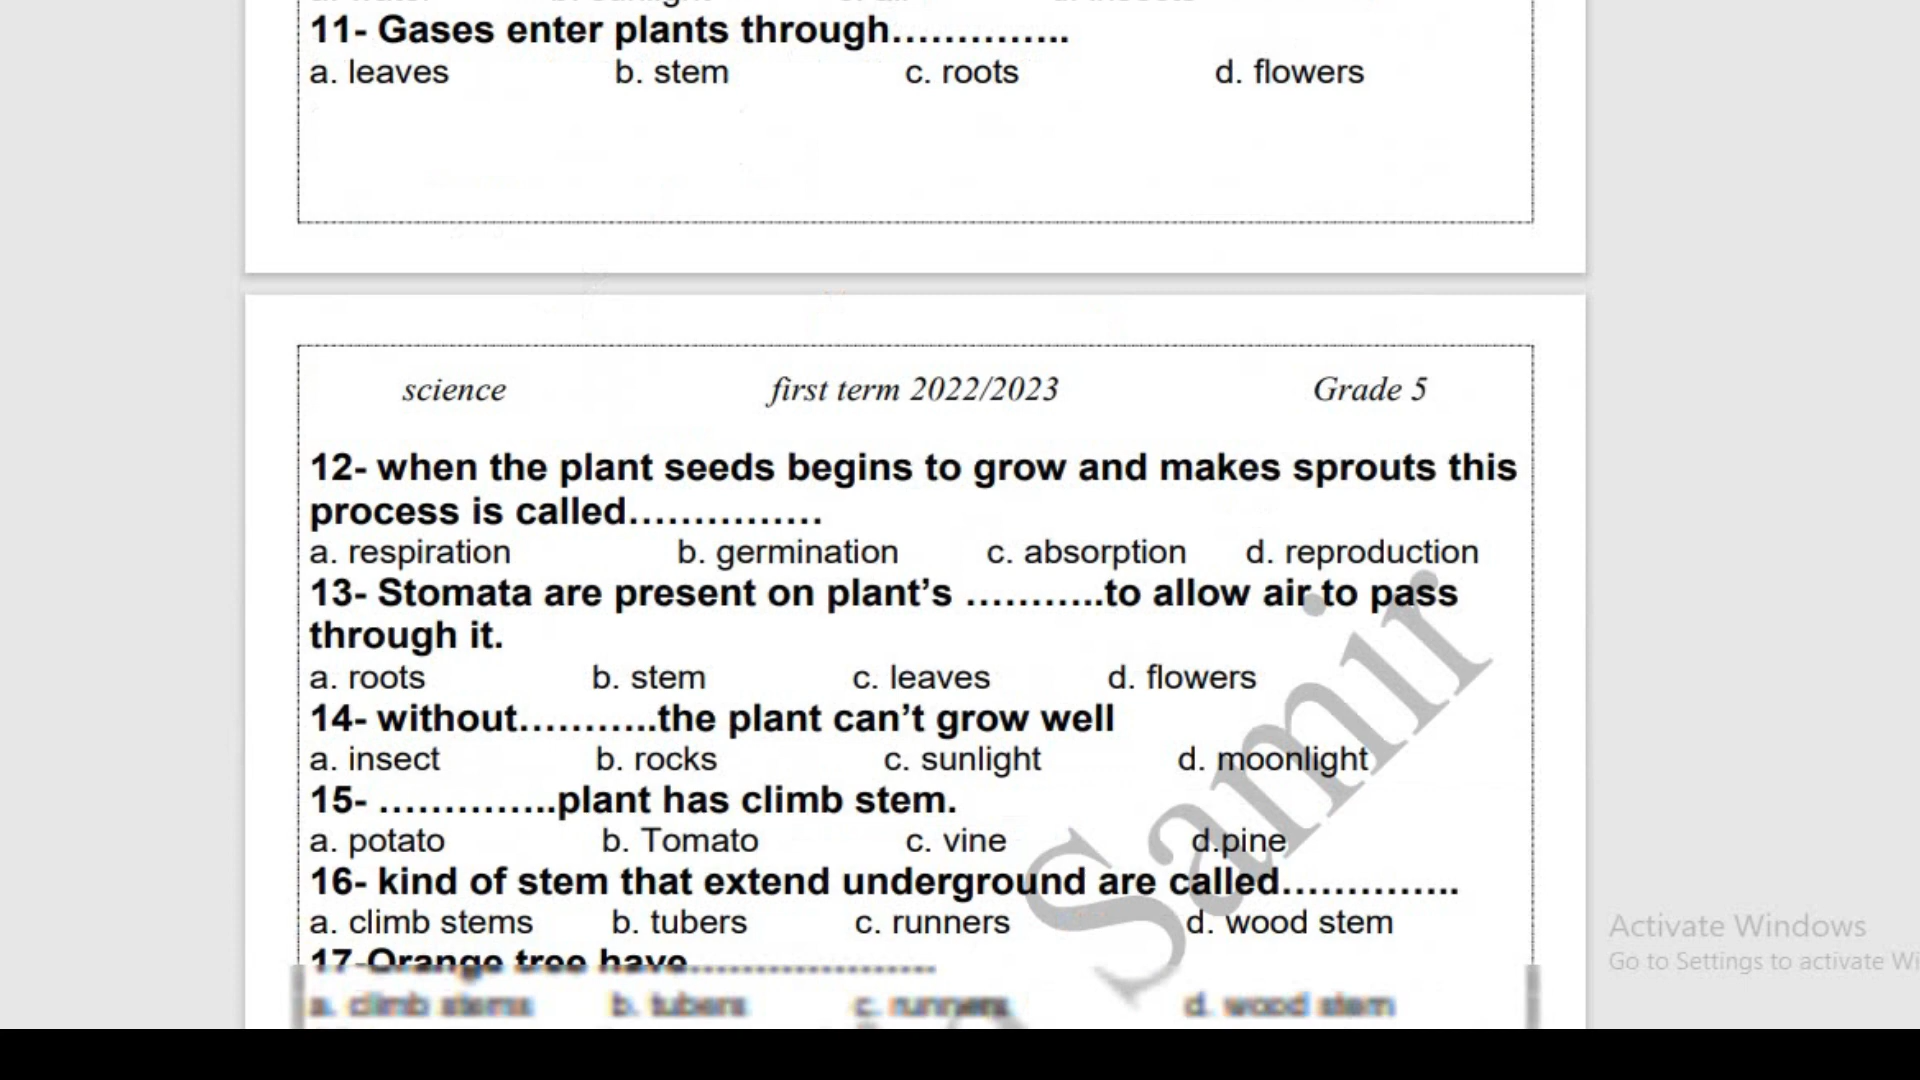 11- Gases enter plants through…………..
a. leaves b. stem c. roots d. flowers
science first term 2022/2023 Grade 5
12- when the plant seeds begins to grow and makes sprouts this
process is called……………
a. respiration b. germination c. absorption d. reproduction
13- Stomata are present on plant’s ………..to allow air to pass
through it.
a. roots b. stem c. leaves d. flowers
14- without………..the plant can’t grow well
a. insect b. rocks c. sunlight d. moonlight
15- …………..plant has climb stem.
a. potato b. Tomato c. vine d.pine
16- kind of stem that extend underground are called…………..
a. climb stems b. tubers c. runners d. wood stem
17-Orange tree have………………..
a. climb stems b. tubers c. runners d. wood stem
Samir
Activate Windows
Go to Settings to activate Wi